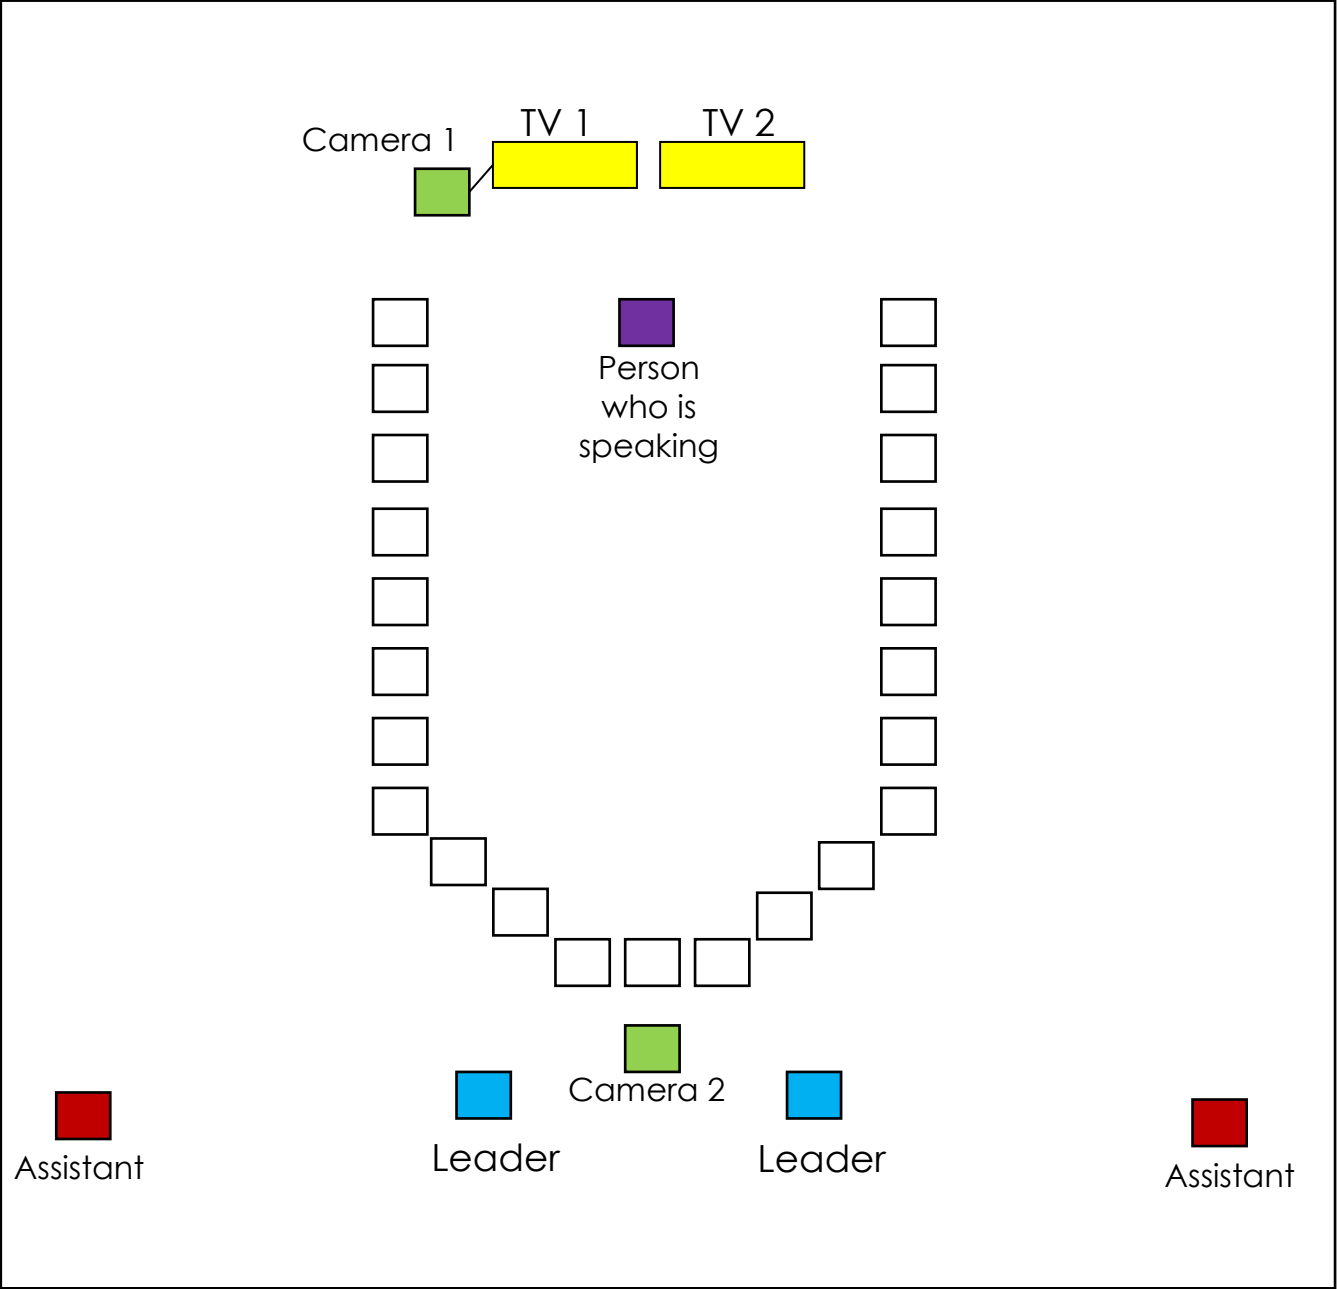 TV 1
TV 2
Camera 1
Person
who is
speaking
Camera 2
Leader
Leader
Assistant
Assistant